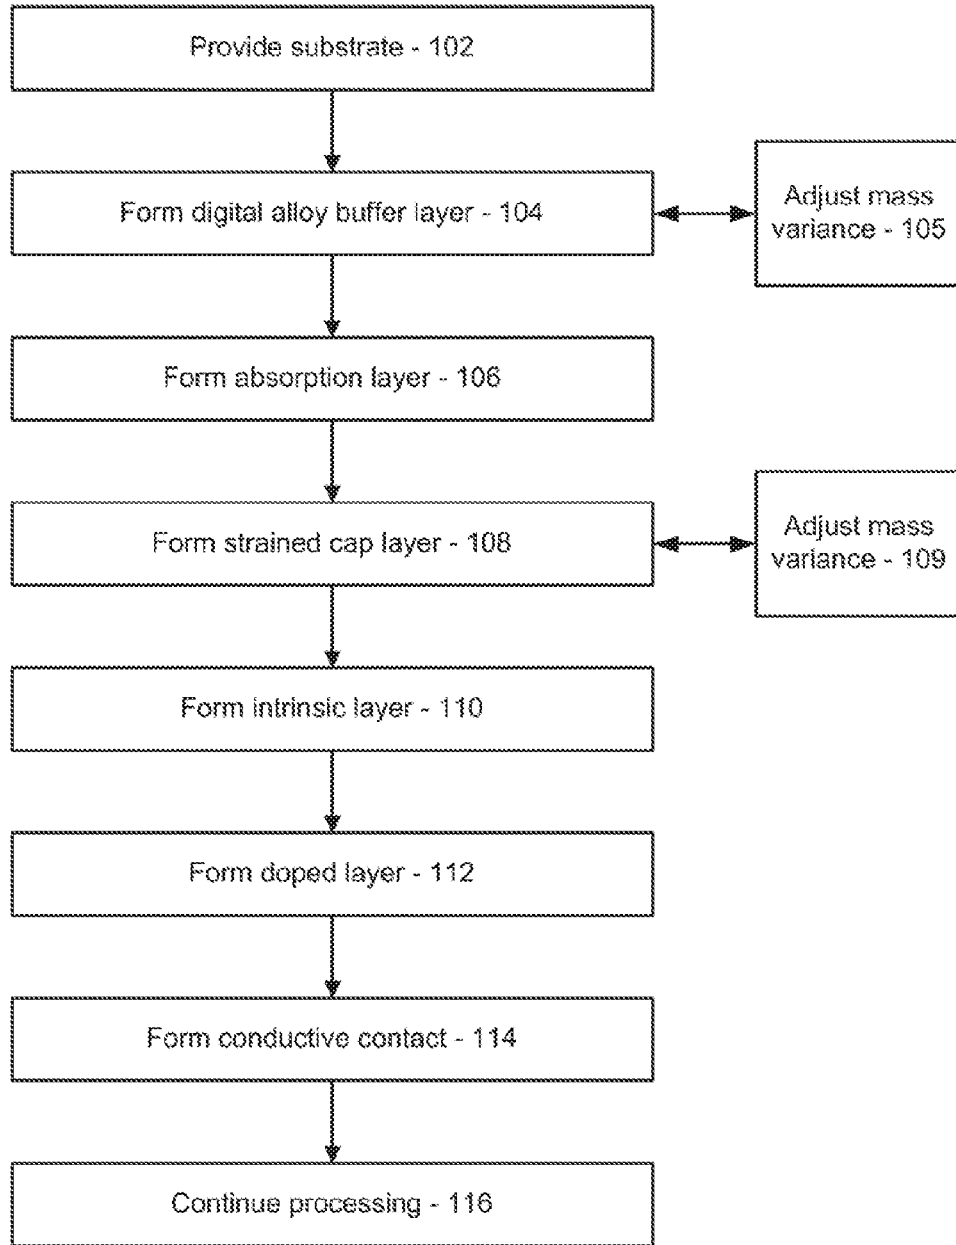 Provide substrate - 102
Form digital alloy buffer layer - 104
Adjust mass
variance - 105
Form absorption layer - 106
Form strained cap layer - 108
Adjust mass
variance - 109
Form intrinsic layer - 110
Form doped layer - 112
Form conductive contact - 114
Continue processing - 116